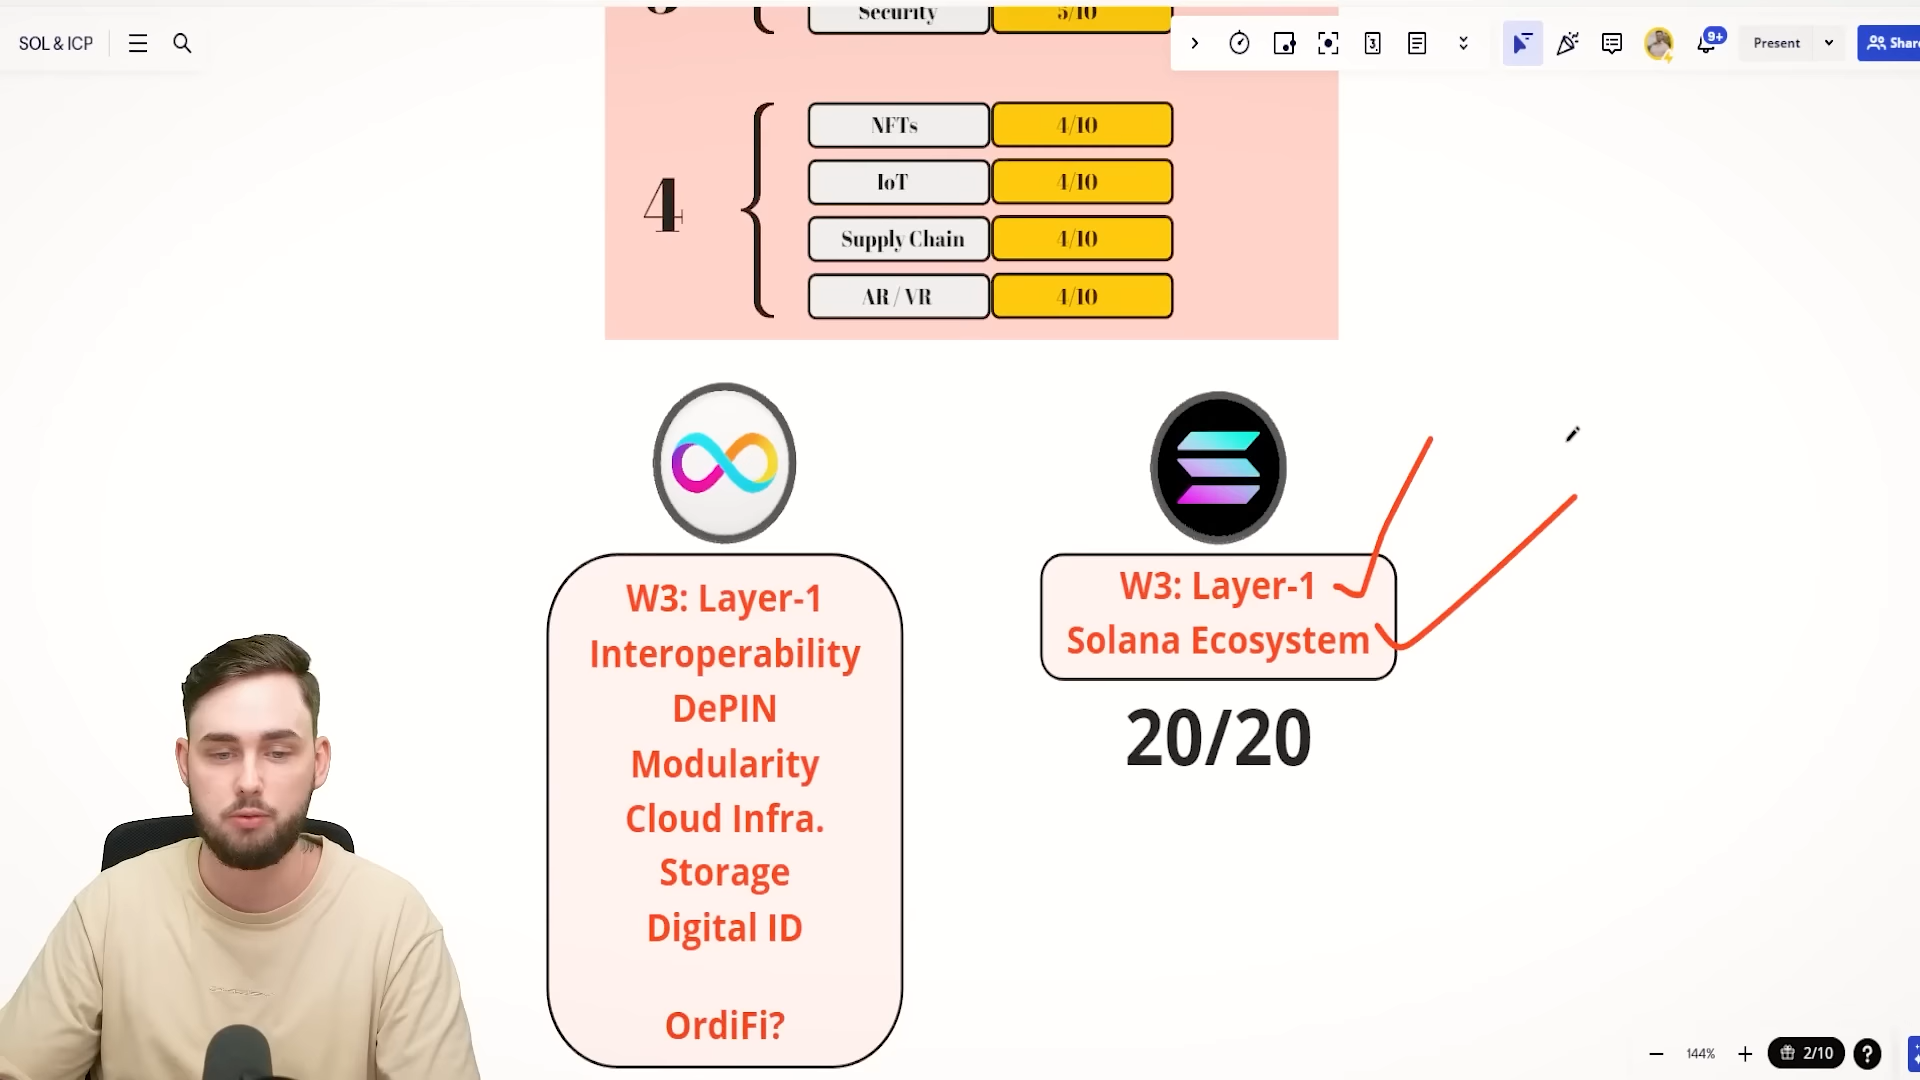 SOL & ICP
Security 5/10
9+
Present
Share
4
NFTs 4/10
IoT 4/10
Supply Chain 4/10
AR / VR 4/10
W3: Layer-1
Interoperability
DePIN
Modularity
Cloud Infra.
Storage
Digital ID
OrdiFi?
W3: Layer-1
Solana Ecosystem
20/20
144%
2/10
?